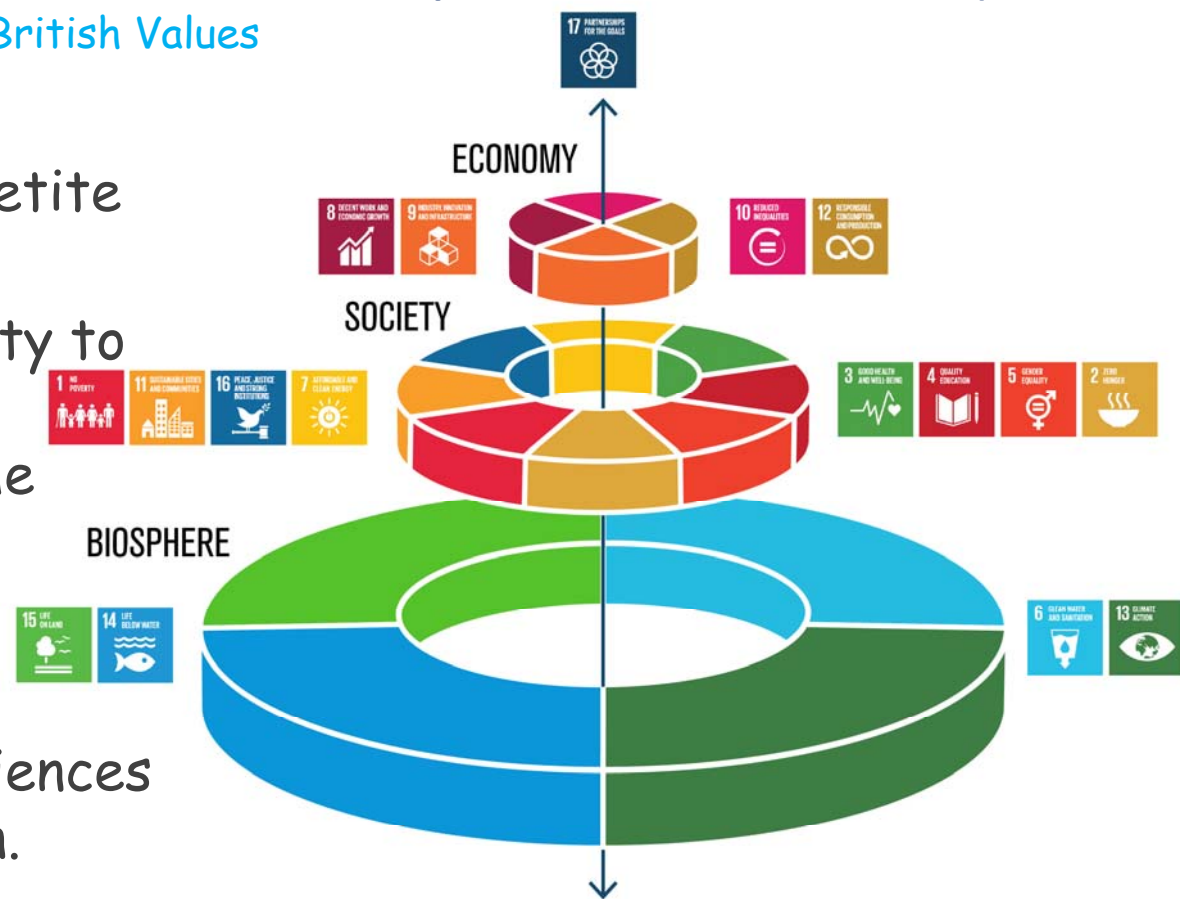 British Values
17 PARTNERSHIPS
FOR THE GOALS
ECONOMY
etite
8 DECENT WORK AND
ECONOMIC GROWTH
9 INDUSTRY, INNOVATION
AND INFRASTRUCTURE
10 REDUCED
INEQUALITIES
12 RESPONSIBLE
CONSUMPTION
AND PRODUCTION
SOCIETY
ty to
1 NO
POVERTY
11 SUSTAINABLE CITIES
AND COMMUNITIES
16 PEACE, JUSTICE
AND STRONG
INSTITUTIONS
7 AFFORDABLE AND
CLEAN ENERGY
3 GOOD HEALTH
AND WELL-BEING
4 QUALITY
EDUCATION
5 GENDER
EQUALITY
2 ZERO
HUNGER
BIOSPHERE
15 LIFE
ON LAND
14 LIFE
BELOW WATER
6 CLEAN WATER
AND SANITATION
13 CLIMATE
ACTION